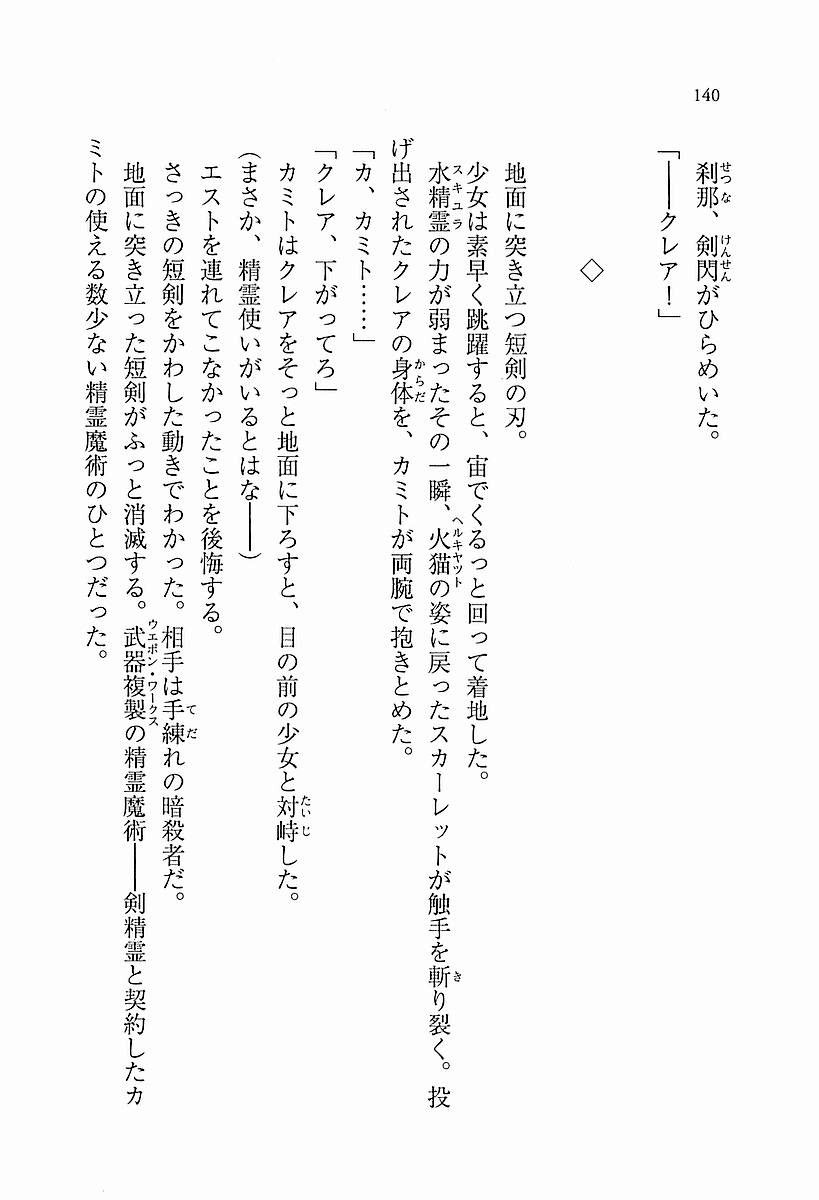 140
刹那、剣閃がひらめいた。
「――クレア！」
◇
地面に突き立つ短剣の刃。
少女は素早く跳躍すると、宙でくるっと回って着地した。
水精霊の力が弱まったその一瞬、火猫の姿に戻ったスカーレットが触手を斬り裂く。投
げ出されたクレアの身体を、カミトが両腕で抱きとめた。
「カ、カミト……」
「クレア、下がってろ」
カミトはクレアをそっと地面に下ろすと、目の前の少女と対峙した。
（まさか、精霊使いがいるとはな――）
エストを連れてこなかったことを後悔する。
さっきの短剣をかわした動きでわかった。相手は手練れの暗殺者だ。
地面に突き立った短剣がふっと消滅する。武器複製の精霊魔術――剣精霊と契約したカ
ミトの使える数少ない精霊魔術のひとつだった。